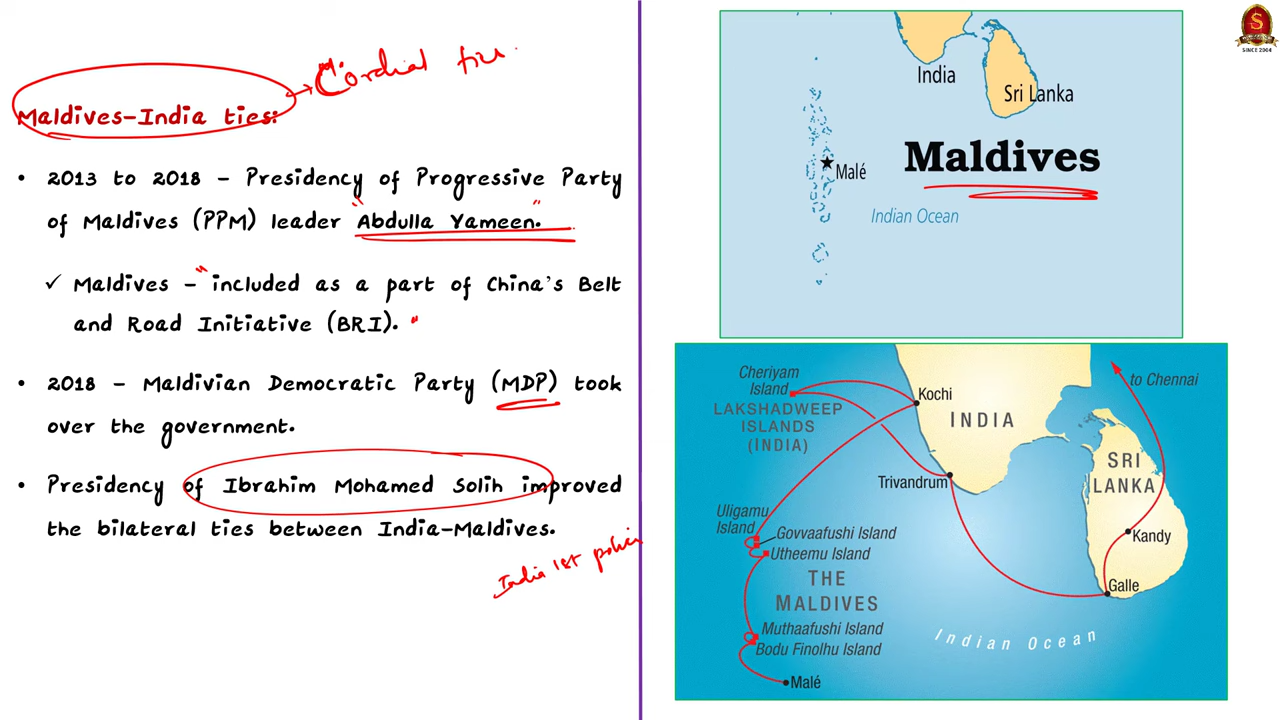 Cordial ties
Maldives-India ties:
• 2013 to 2018 – Presidency of Progressive Party
of Maldives (PPM) leader "Abdulla Yameen."
✓ Maldives – "included as a part of China's Belt
and Road Initiative (BRI)."
• 2018 – Maldivian Democratic Party (MDP) took
over the government.
• Presidency of Ibrahim Mohamed Solih improved
the bilateral ties between India-Maldives.
India 1st
India
Sri Lanka
Maldives
Malé
Indian Ocean
S
SINCE 2004
Cheriyam
Island
LAKSHADWEEP
ISLANDS
(INDIA)
Kochi
INDIA
to Chennai
Trivandrum
SRI
LANKA
Uligamu
Island
Govvaafushi Island
Utheemu Island
Kandy
THE
MALDIVES
Galle
Muthaafushi Island
Bodu Finolhu Island
Indian Ocean
Malé